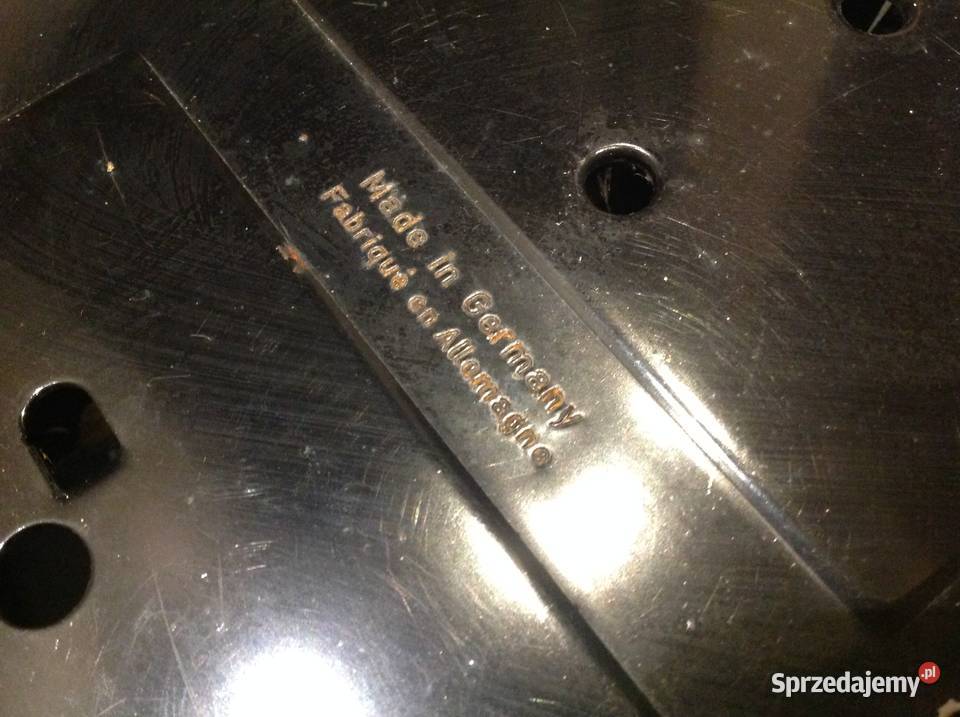 Made in Germany
Fabriqué en Allemagne
Sprzedajemy.pl